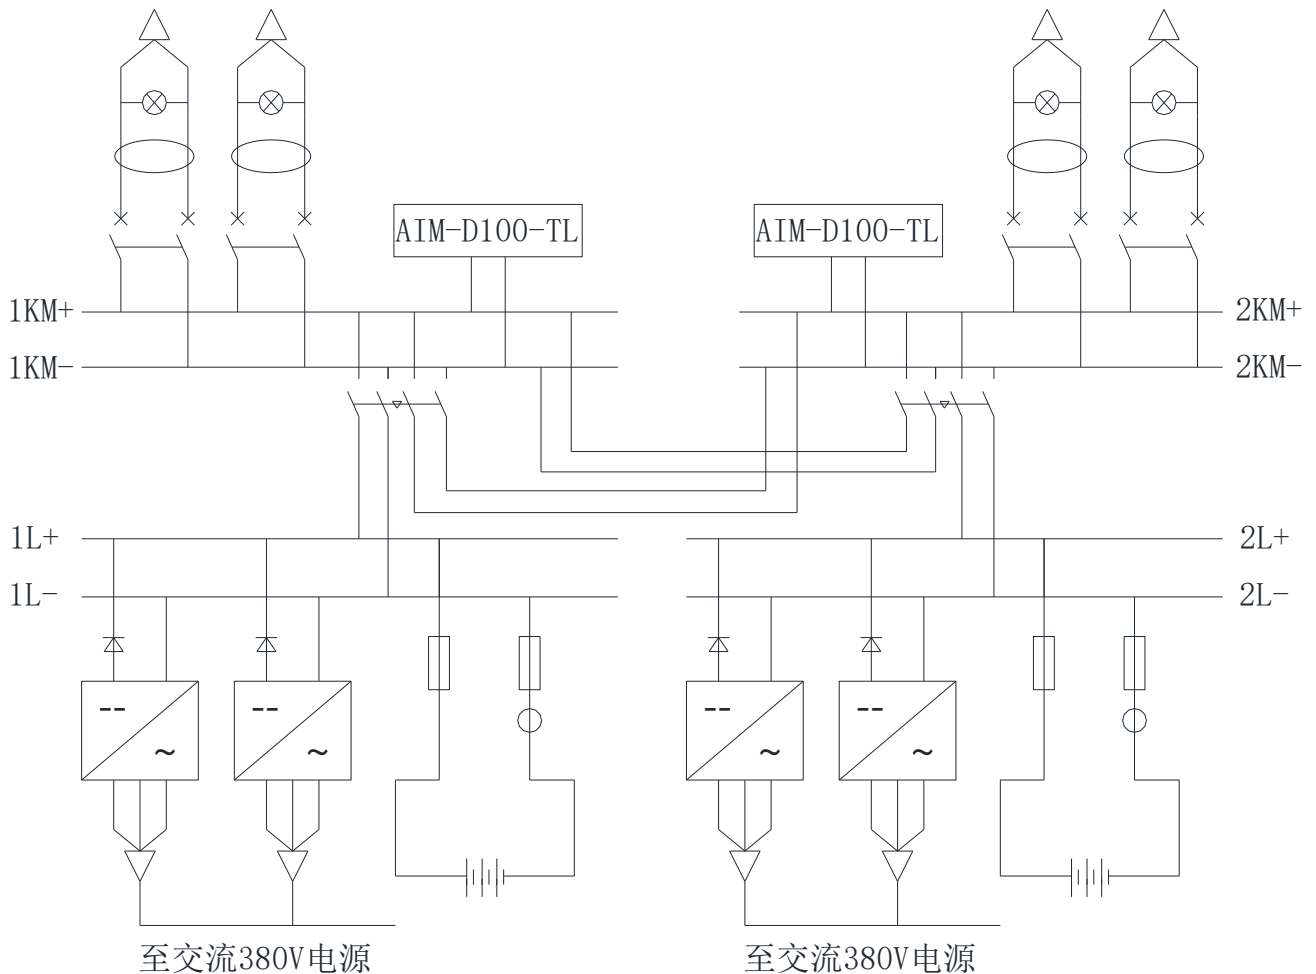 AIM-D100-TL
AIM-D100-TL
1KM+
2KM+
1KM-
2KM-
1L+
2L+
1L-
2L-
--
~
--
~
--
~
--
~
至交流380V电源
至交流380V电源